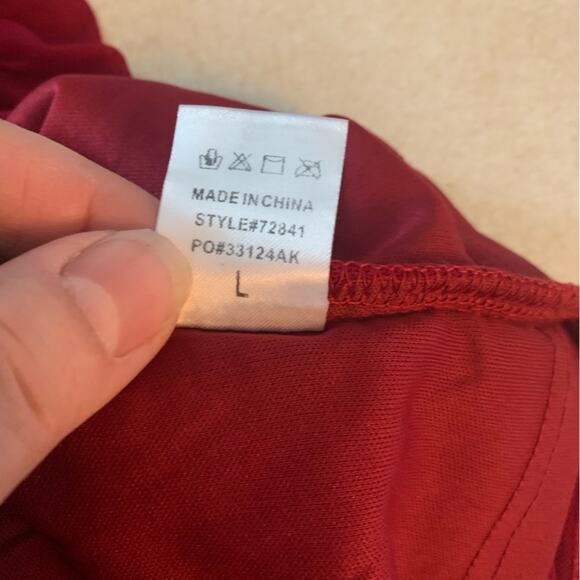 MADE IN CHINA
STYLE#72841
PO#33124AK
L